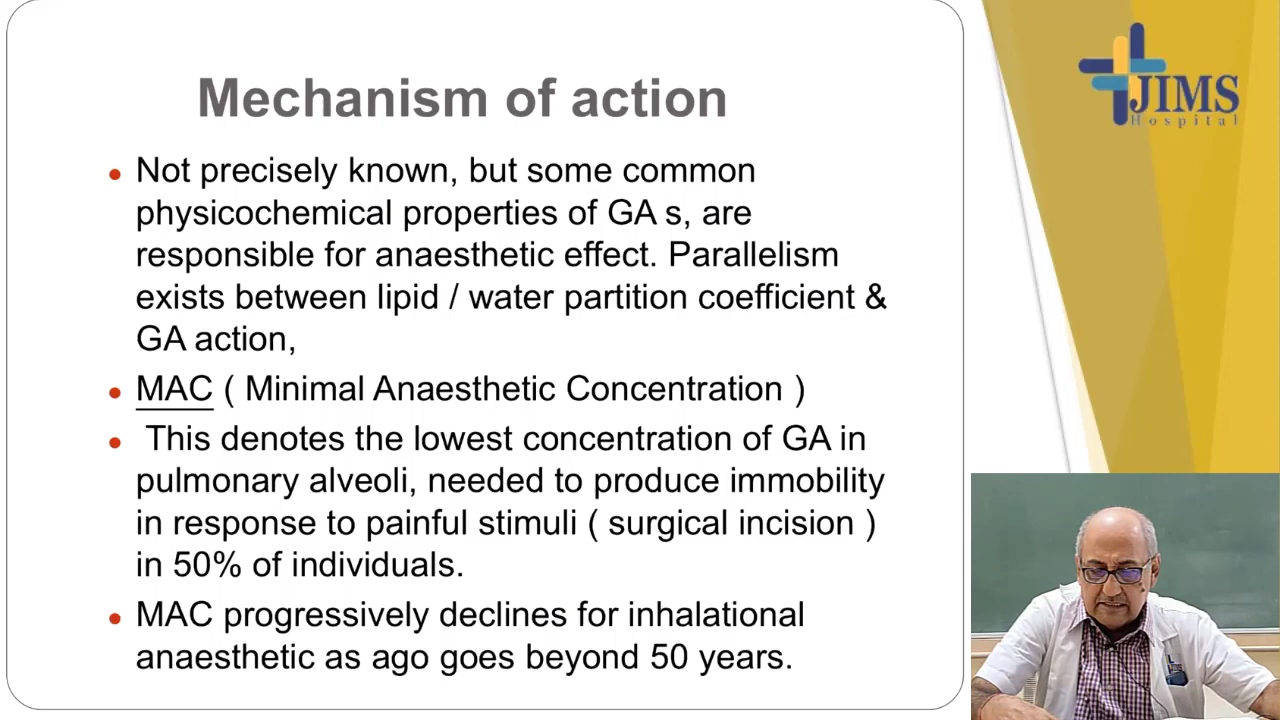 Mechanism of action
Not precisely known, but some common
physicochemical properties of GA s, are
responsible for anaesthetic effect. Parallelism
exists between lipid / water partition coefficient &
GA action,
MAC ( Minimal Anaesthetic Concentration )
This denotes the lowest concentration of GA in
pulmonary alveoli, needed to produce immobility
in response to painful stimuli ( surgical incision )
in 50% of individuals.
MAC progressively declines for inhalational
anaesthetic as ago goes beyond 50 years.
JIMS
Hospital